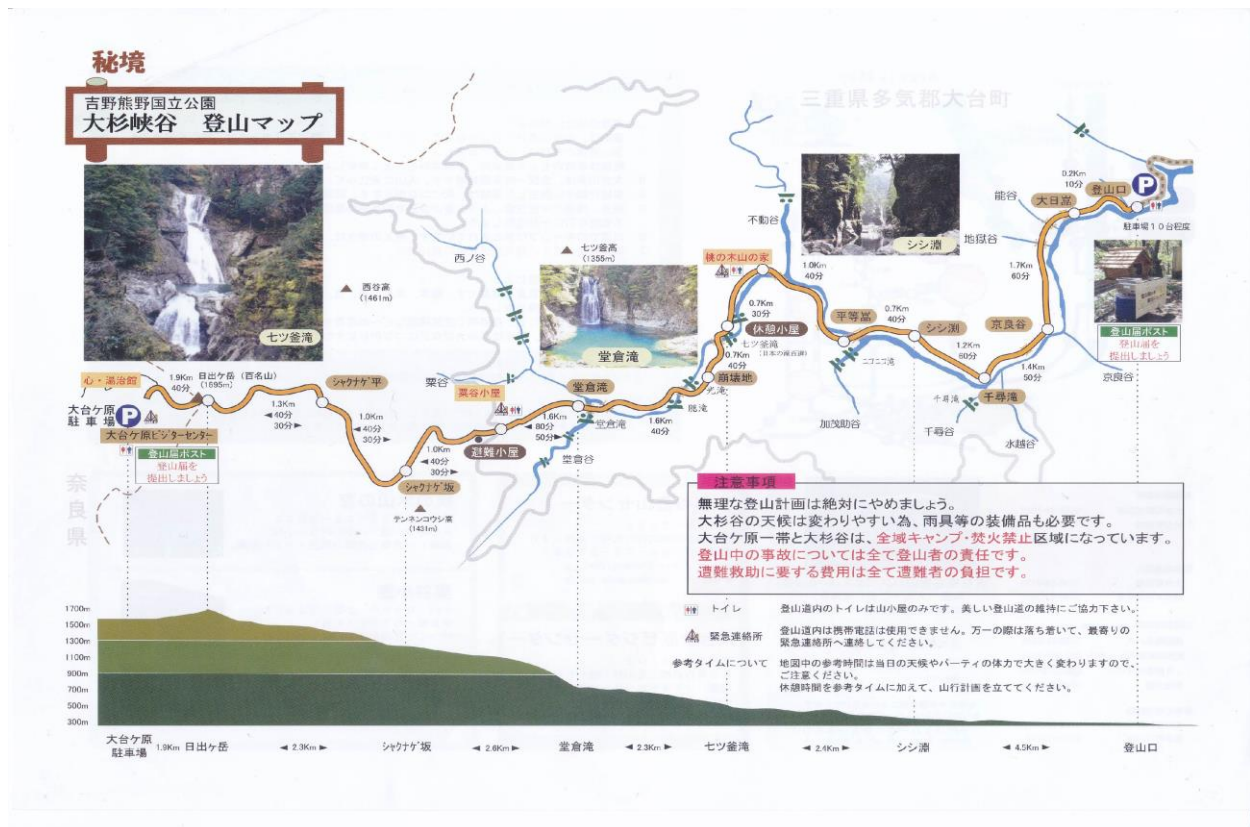 秘境
吉野熊野国立公園
大杉峡谷 登山マップ
三重県多気郡大台町
奈良県
七ツ釜滝
西谷高
(1461m)
七ツ釜高
(1355m)
西ノ谷
粟谷
堂倉滝
不動谷
シシ淵
能谷
地獄谷
0.2Km
10分
登山口
P
駐車場10台程度
大日嵓
1.7Km
60分
登山届ポスト
登山届を
提出しましょう
京良谷
京良谷
1.4Km
50分
千尋滝
千尋滝
千尋谷
水越谷
1.2Km
60分
シシ渕
0.7Km
40分
平等嵓
ニコニコ滝
加茂助谷
1.0Km
40分
桃の木山の家
0.7Km
30分
休憩小屋
七ツ釜滝
(日本の滝百選)
0.7Km
40分
崩壊地
光滝
隠滝
1.6Km
40分
堂倉滝
堂倉滝
堂倉谷
1.6Km
◄80分
50分►
粟谷小屋
避難小屋
1.0Km
◄40分
30分►
シャクナゲ坂
テンネンコウシ高
(1431m)
1.0Km
◄40分
30分►
シャクナゲ平
1.3Km
◄40分
30分►
日出ケ岳 (百名山)
(1695m)
1.9Km
40分
心・湯治館
大台ケ原
駐車場
P
大台ケ原ビジターセンター
登山届ポスト
登山届を
提出しましょう
注意事項
無理な登山計画は絶対にやめましょう。
大杉谷の天候は変わりやすい為、雨具等の装備品も必要です。
大台ケ原一帯と大杉谷は、全域キャンプ・焚火禁止区域になっています。
登山中の事故については全て登山者の責任です。
遭難救助に要する費用は全て遭難者の負担です。
トイレ 登山道内のトイレは山小屋のみです。美しい登山道の維持にご協力下さい。
緊急連絡所 登山道内は携帯電話は使用できません。万一の際は落ち着いて、最寄りの
緊急連絡所へ連絡してください。
参考タイムについて 地図中の参考時間は当日の天候やパーティの体力で大きく変わりますので、
ご注意ください。
休憩時間を参考タイムに加えて、山行計画を立ててください。
1700m
1500m
1300m
1100m
900m
700m
500m
300m
大台ケ原
駐車場 1.9Km 日出ケ岳 ◄2.3Km► シャクナゲ坂 ◄2.6Km► 堂倉滝 ◄2.3Km► 七ツ釜滝 ◄2.4Km► シシ淵 ◄4.5Km► 登山口